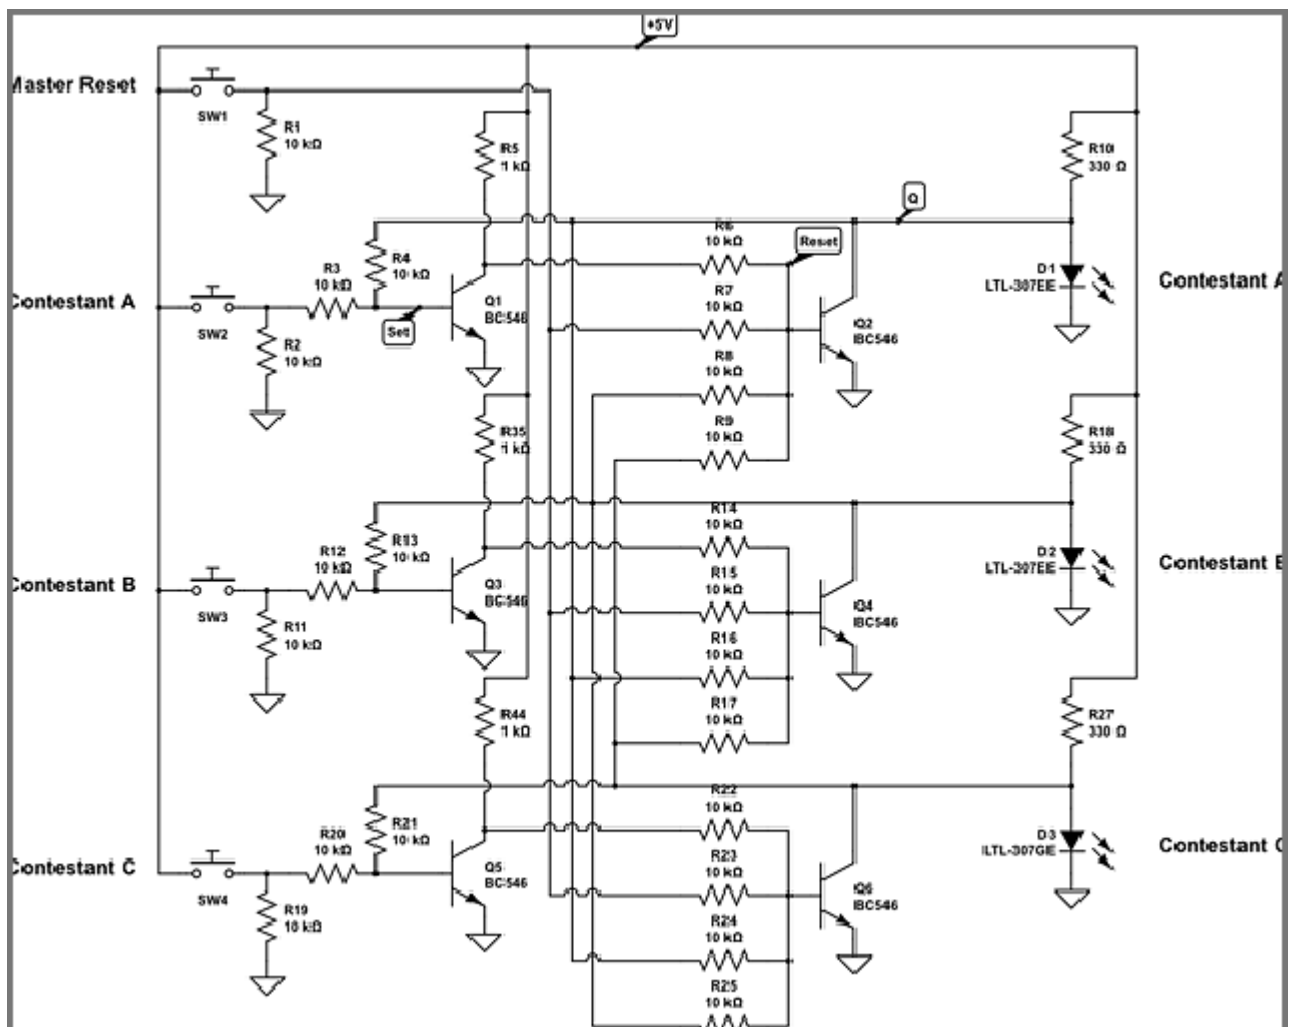 +5V
Master Reset
SW1
R1
10 kΩ
R5
1 kΩ
R10
330 Ω
Q
R6
10 kΩ
Reset
Contestant A
SW2
R3
10 kΩ
R4
10 kΩ
Set
R2
10 kΩ
Q1
BC546
R7
10 kΩ
Q2
BC546
D1
LTL-307EE
Contestant A
R8
10 kΩ
R9
10 kΩ
R35
1 kΩ
R18
330 Ω
Contestant B
SW3
R12
10 kΩ
R13
10 kΩ
R11
10 kΩ
Q3
BC546
R14
10 kΩ
R15
10 kΩ
Q4
BC546
D2
LTL-307EE
Contestant B
R16
10 kΩ
R17
10 kΩ
R44
1 kΩ
R27
330 Ω
Contestant C
SW4
R20
10 kΩ
R21
10 kΩ
R19
10 kΩ
Q5
BC546
R22
10 kΩ
R23
10 kΩ
Q6
BC546
D3
LTL-307GE
Contestant C
R24
10 kΩ
R25
10 kΩ